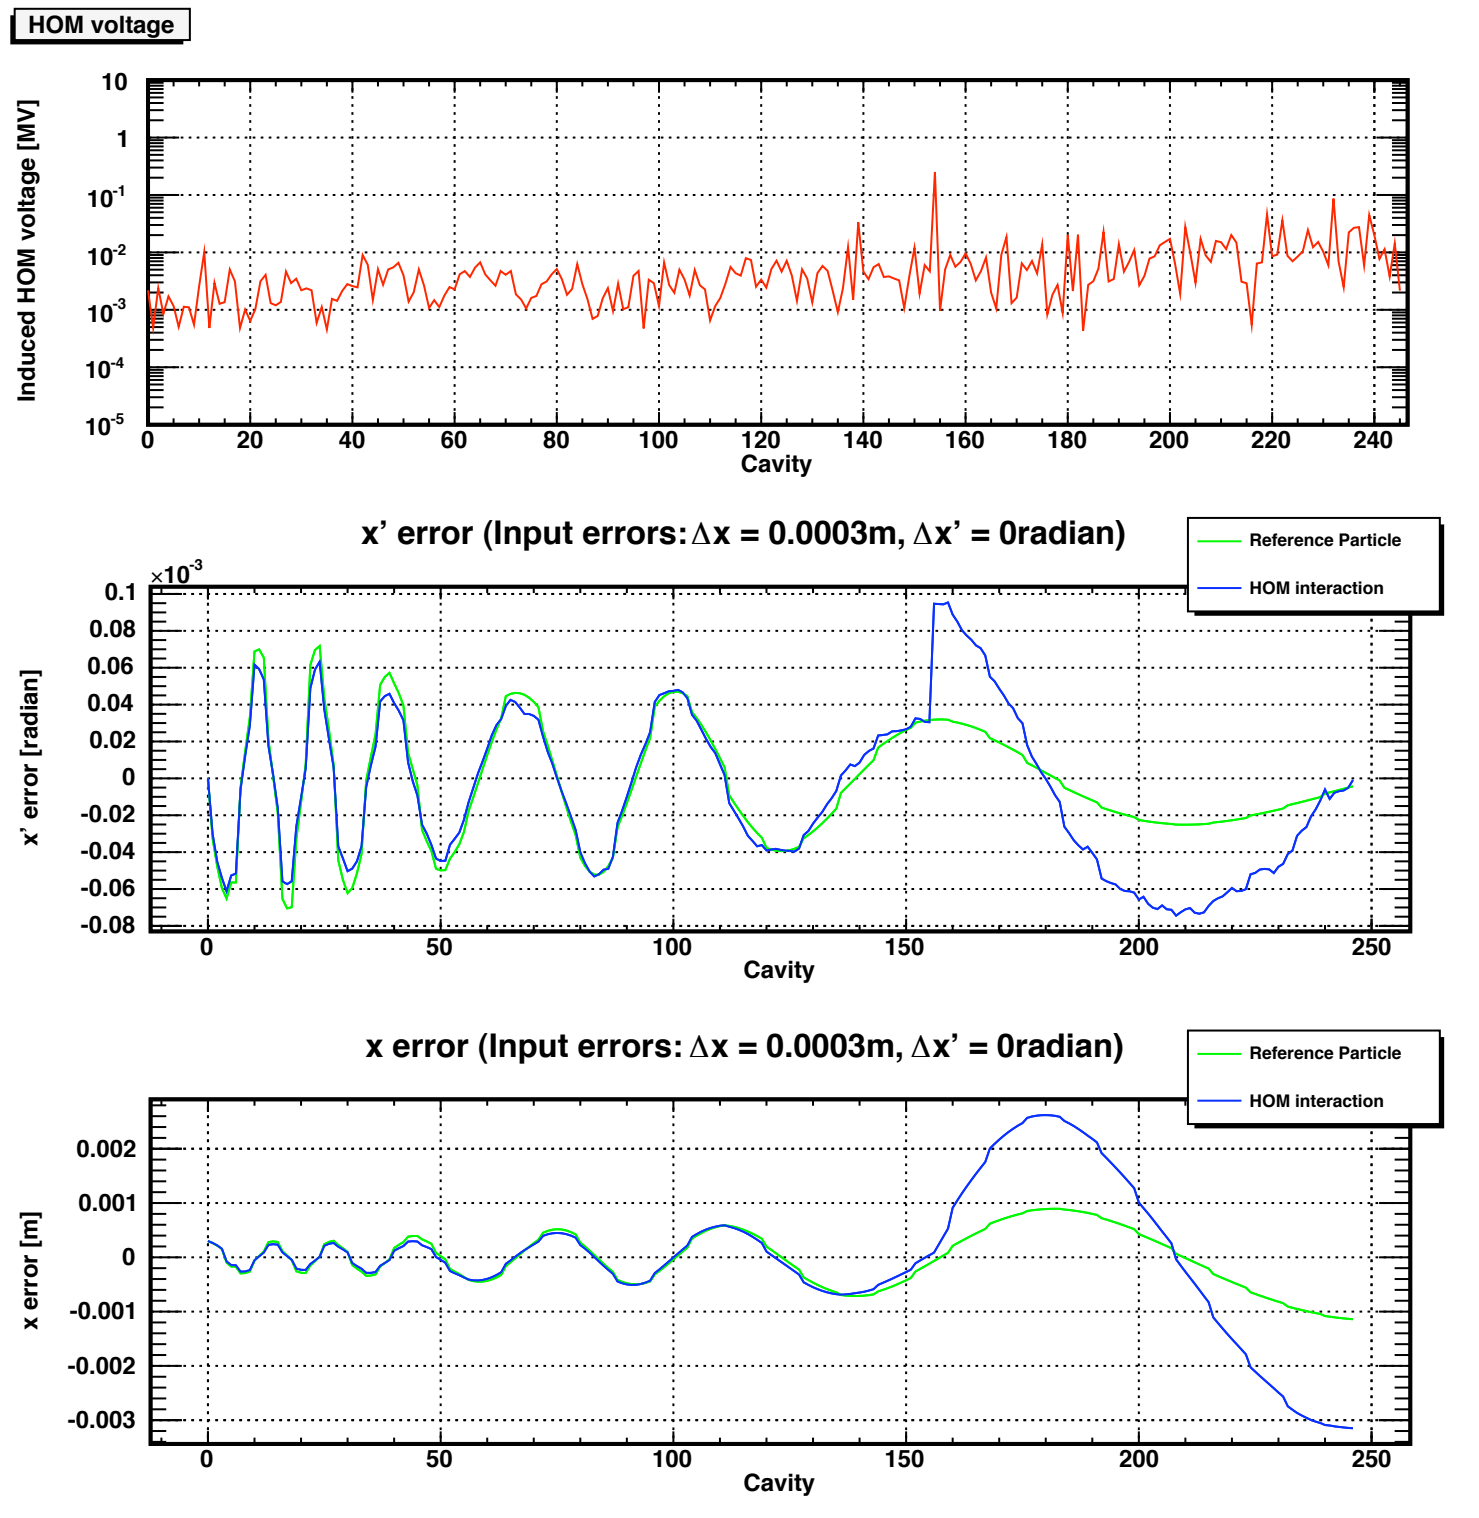 HOM voltage
Induced HOM voltage [MV]
10
1
10-1
10-2
10-3
10-4
10-5
0 20 40 60 80 100 120 140 160 180 200 220 240
Cavity
x’ error (Input errors: Δx = 0.0003m, Δx’ = 0radian)
Reference Particle
HOM interaction
×10-3
x’ error [radian]
0.1
0.08
0.06
0.04
0.02
0
-0.02
-0.04
-0.06
-0.08
0 50 100 150 200 250
Cavity
x error (Input errors: Δx = 0.0003m, Δx’ = 0radian)
Reference Particle
HOM interaction
x error [m]
0.002
0.001
0
-0.001
-0.002
-0.003
0 50 100 150 200 250
Cavity